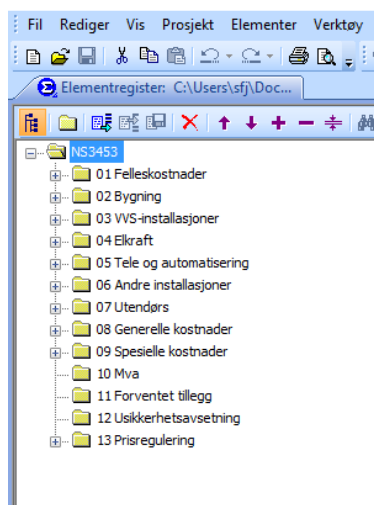 Fil Rediger Vis Prosjekt Elementer Verktøy
Elementregister: C:\Users\sfj\Doc...
NS3453
01 Felleskostnader
02 Bygning
03 VVS-installasjoner
04 Elkraft
05 Tele og automatisering
06 Andre installasjoner
07 Utendørs
08 Generelle kostnader
09 Spesielle kostnader
10 Mva
11 Forventet tillegg
12 Usikkerhetsavsetning
13 Prisregulering